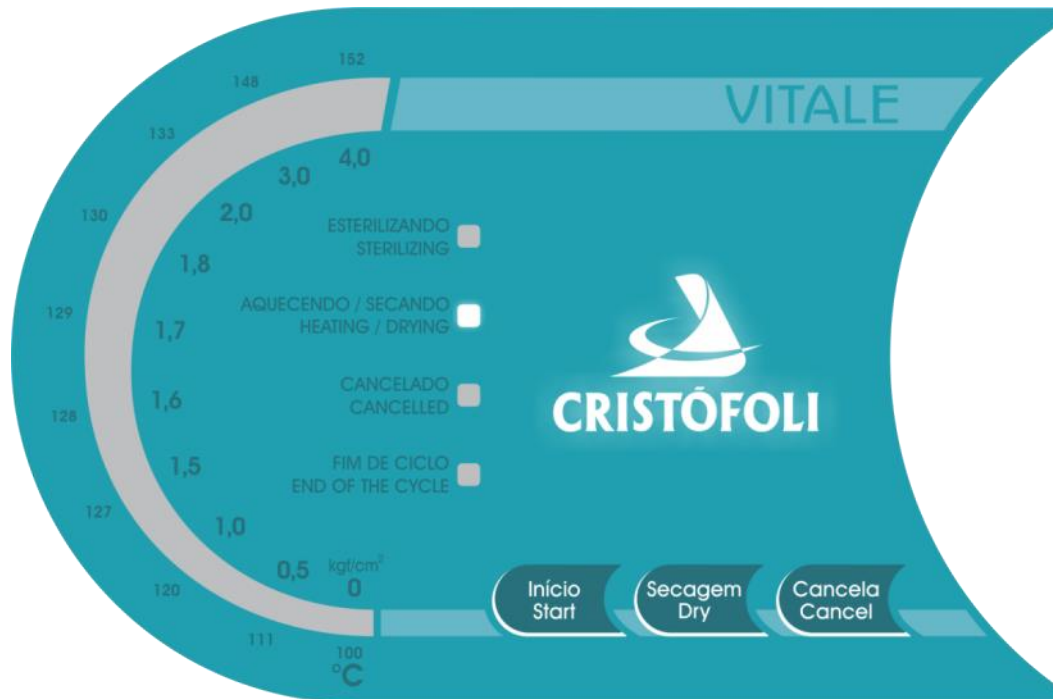 152
148
133
130
129
128
127
120
111
100
°C
4,0
3,0
2,0
1,8
1,7
1,6
1,5
1,0
0,5
kgf/cm²
0
VITALE
ESTERILIZANDO
STERILIZING
AQUECENDO / SECANDO
HEATING / DRYING
CANCELADO
CANCELLED
FIM DE CICLO
END OF THE CYCLE
CRISTÓFOLI
Início
Start
Secagem
Dry
Cancela
Cancel